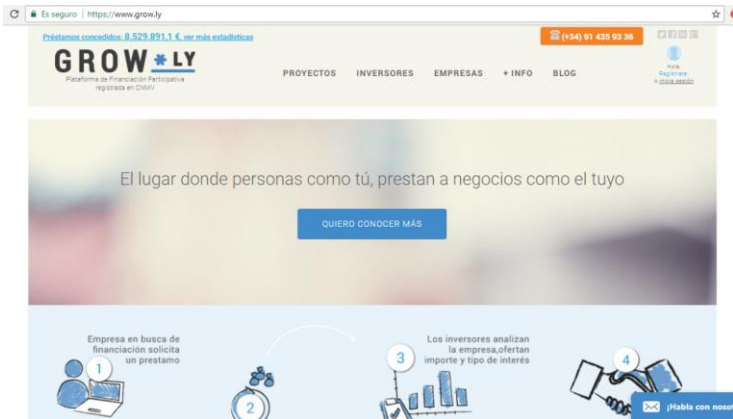 Es seguro | https://www.grow.ly
Préstamos concedidos: 8.529.891,1 €. ver más estadísticas
(+34) 91 435 93 36
GROW*LY
Plataforma de Financiación Participativa
registrada en CNMV
PROYECTOS INVERSORES EMPRESAS + INFO BLOG
Hola.
Regístrate
o inicia sesión
El lugar donde personas como tú, prestan a negocios como el tuyo
QUIERO CONOCER MÁS
Empresa en busca de
financiación solicita
un prestamo
1
2
3
Los inversores analizan
la empresa,ofertan
importe y tipo de interés
4
¡Habla con nosot